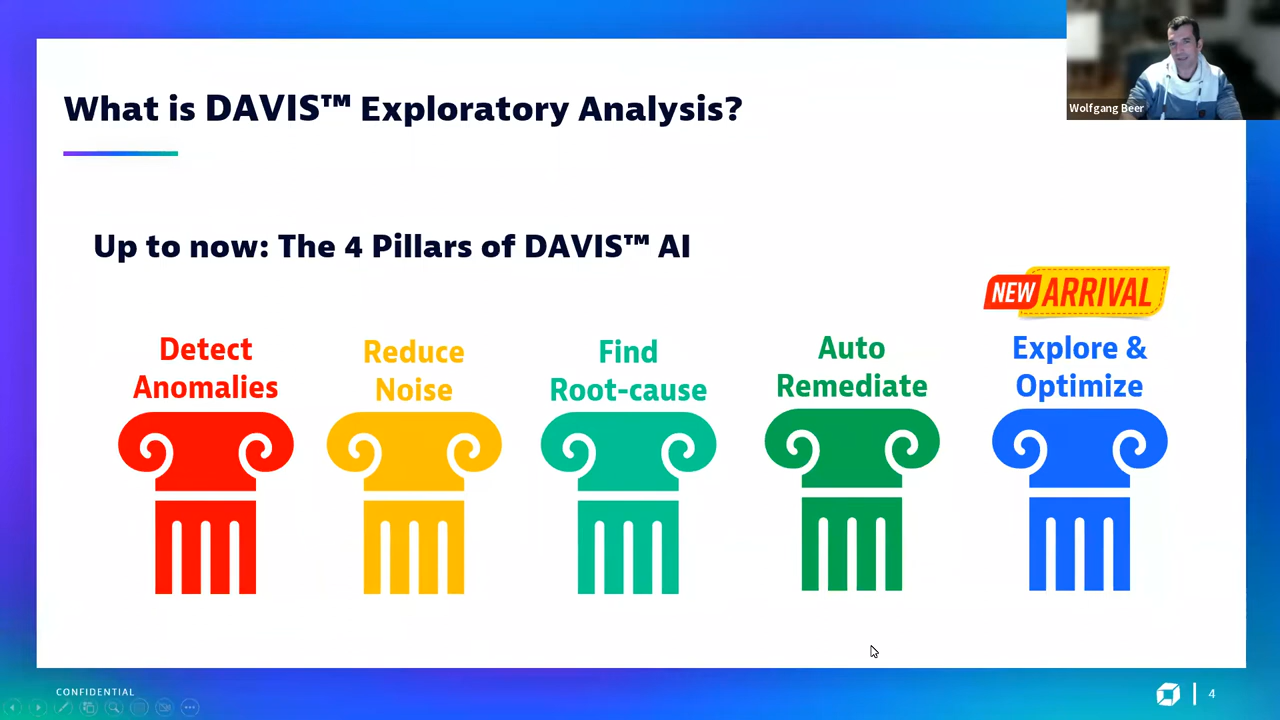 Wolfgang Beer
What is DAVIS™ Exploratory Analysis?
Up to now: The 4 Pillars of DAVIS™ AI
NEW ARRIVAL
Detect
Anomalies
Reduce
Noise
Find
Root-cause
Auto
Remediate
Explore &
Optimize
CONFIDENTIAL
4